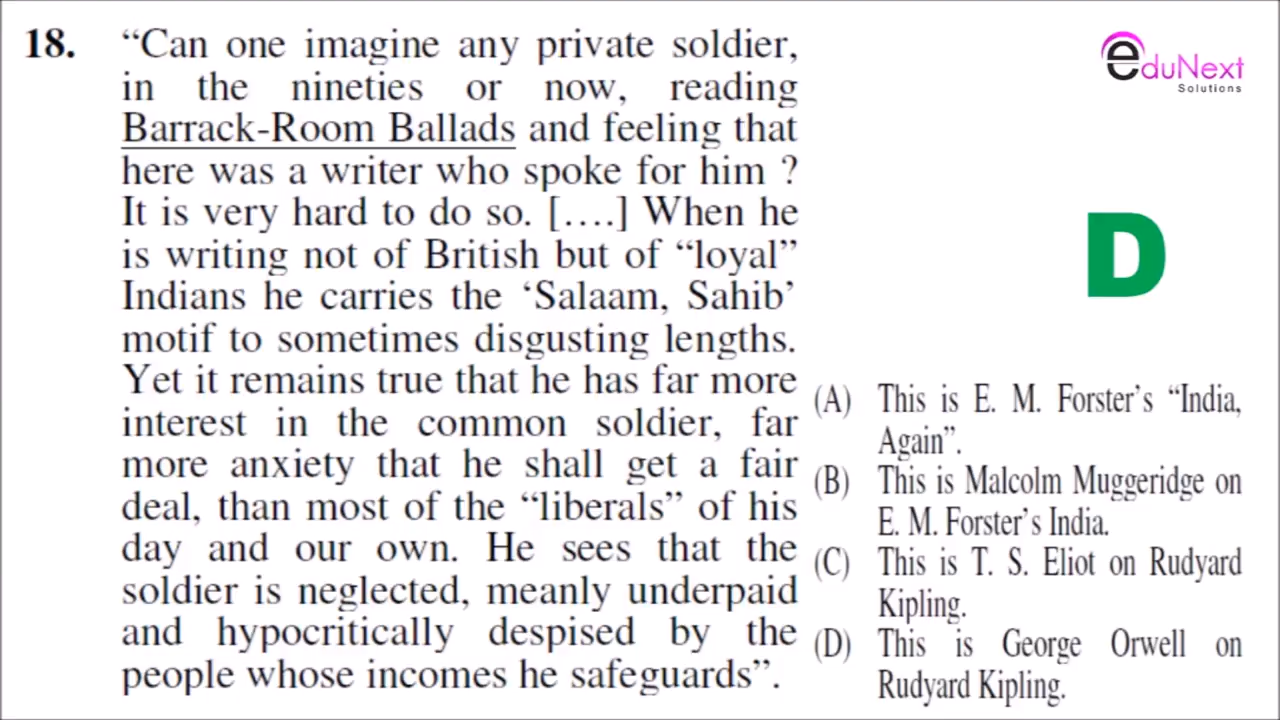 18. “Can one imagine any private soldier,
in the nineties or now, reading
Barrack-Room Ballads and feeling that
here was a writer who spoke for him ?
It is very hard to do so. [….] When he
is writing not of British but of “loyal”
Indians he carries the ‘Salaam, Sahib’
motif to sometimes disgusting lengths.
Yet it remains true that he has far more
interest in the common soldier, far
more anxiety that he shall get a fair
deal, than most of the “liberals” of his
day and our own. He sees that the
soldier is neglected, meanly underpaid
and hypocritically despised by the
people whose incomes he safeguards”.
eduNext
Solutions
D
(A) This is E. M. Forster’s “India,
Again”.
(B) This is Malcolm Muggeridge on
E. M. Forster’s India.
(C) This is T. S. Eliot on Rudyard
Kipling.
(D) This is George Orwell on
Rudyard Kipling.